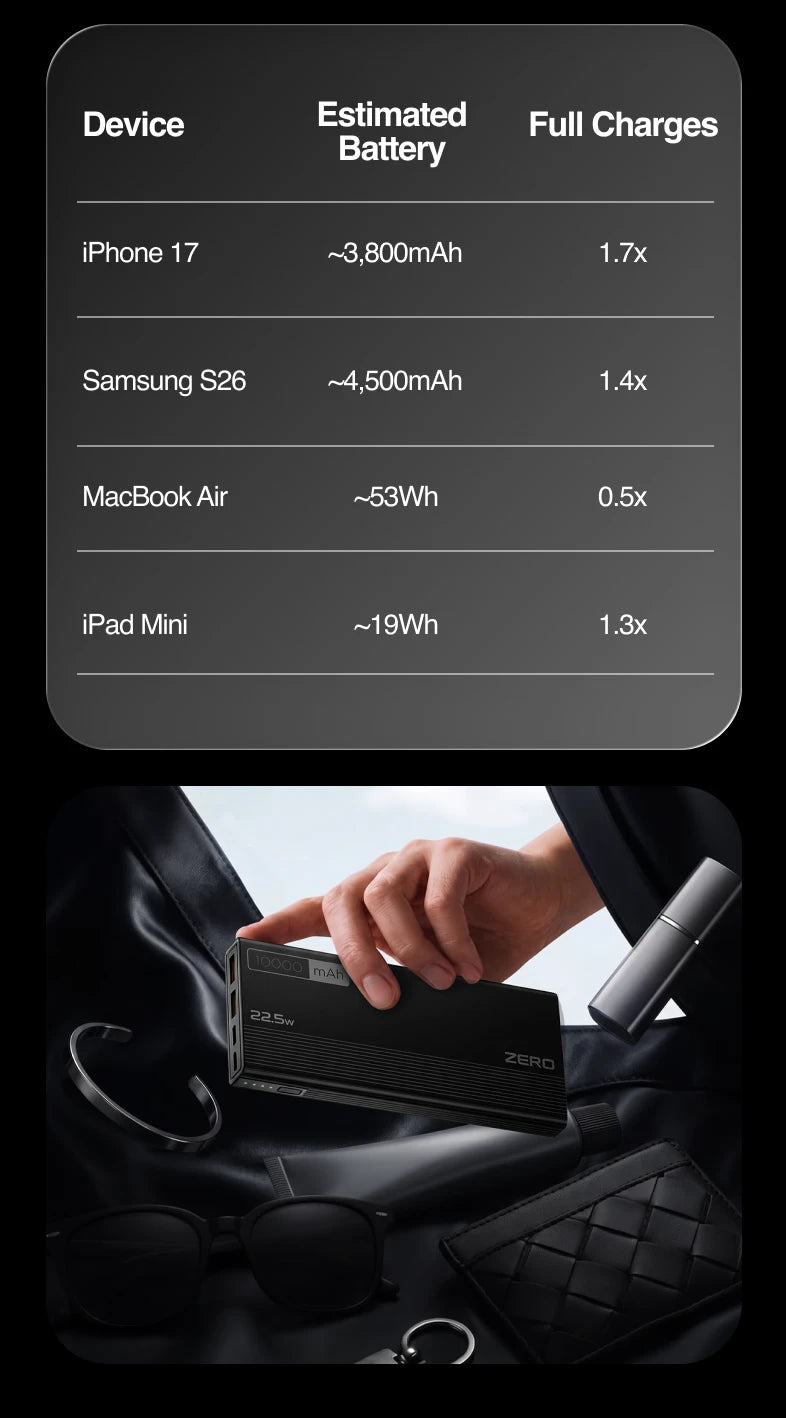 Device
Estimated
Battery
Full Charges
iPhone 17
~3,800mAh
1.7x
Samsung S26
~4,500mAh
1.4x
MacBook Air
~53Wh
0.5x
iPad Mini
~19Wh
1.3x
10000 mAh
22.5w
ZERO